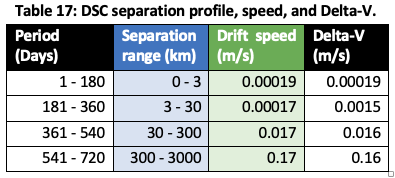 Table 17: DSC separation profile, speed, and Delta-V.
Period (Days) Separation range (km) Drift speed (m/s) Delta-V (m/s)
1 - 180 0 - 3 0.00019 0.00019
181 - 360 3 - 30 0.00017 0.0015
361 - 540 30 - 300 0.017 0.016
541 - 720 300 - 3000 0.17 0.16